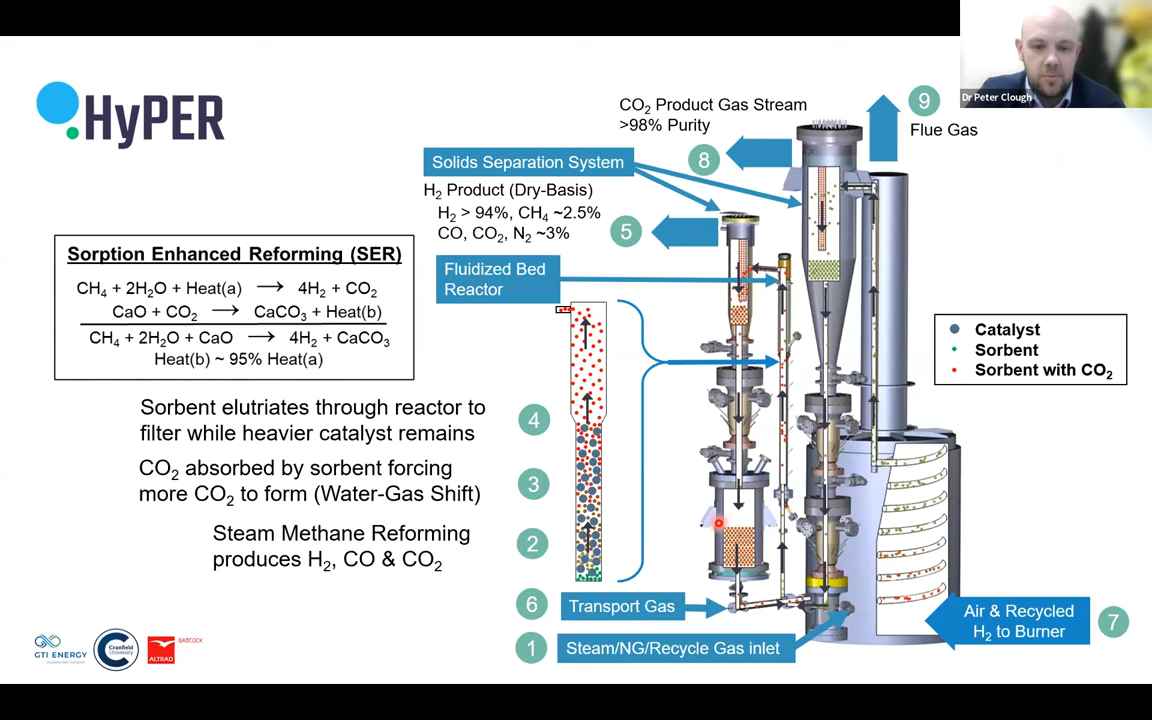 Dr Peter Clough
HyPER
CO₂ Product Gas Stream
>98% Purity
8
9
Flue Gas
Solids Separation System
H₂ Product (Dry-Basis)
H₂ > 94%, CH₄ ~2.5%
CO, CO₂, N₂ ~3%
5
Fluidized Bed
Reactor
Sorption Enhanced Reforming (SER)
CH₄ + 2H₂O + Heat(a) → 4H₂ + CO₂
CaO + CO₂ → CaCO₃ + Heat(b)
CH₄ + 2H₂O + CaO → 4H₂ + CaCO₃
Heat(b) ~ 95% Heat(a)
Catalyst
Sorbent
Sorbent with CO₂
Sorbent elutriates through reactor to
filter while heavier catalyst remains
4
CO₂ absorbed by sorbent forcing
more CO₂ to form (Water-Gas Shift)
3
Steam Methane Reforming
produces H₂, CO & CO₂
2
6
Transport Gas
1
Steam/NG/Recycle Gas inlet
Air & Recycled
H₂ to Burner
7
GTI ENERGY
Cranfield
University
ALTRAD
BABCOCK